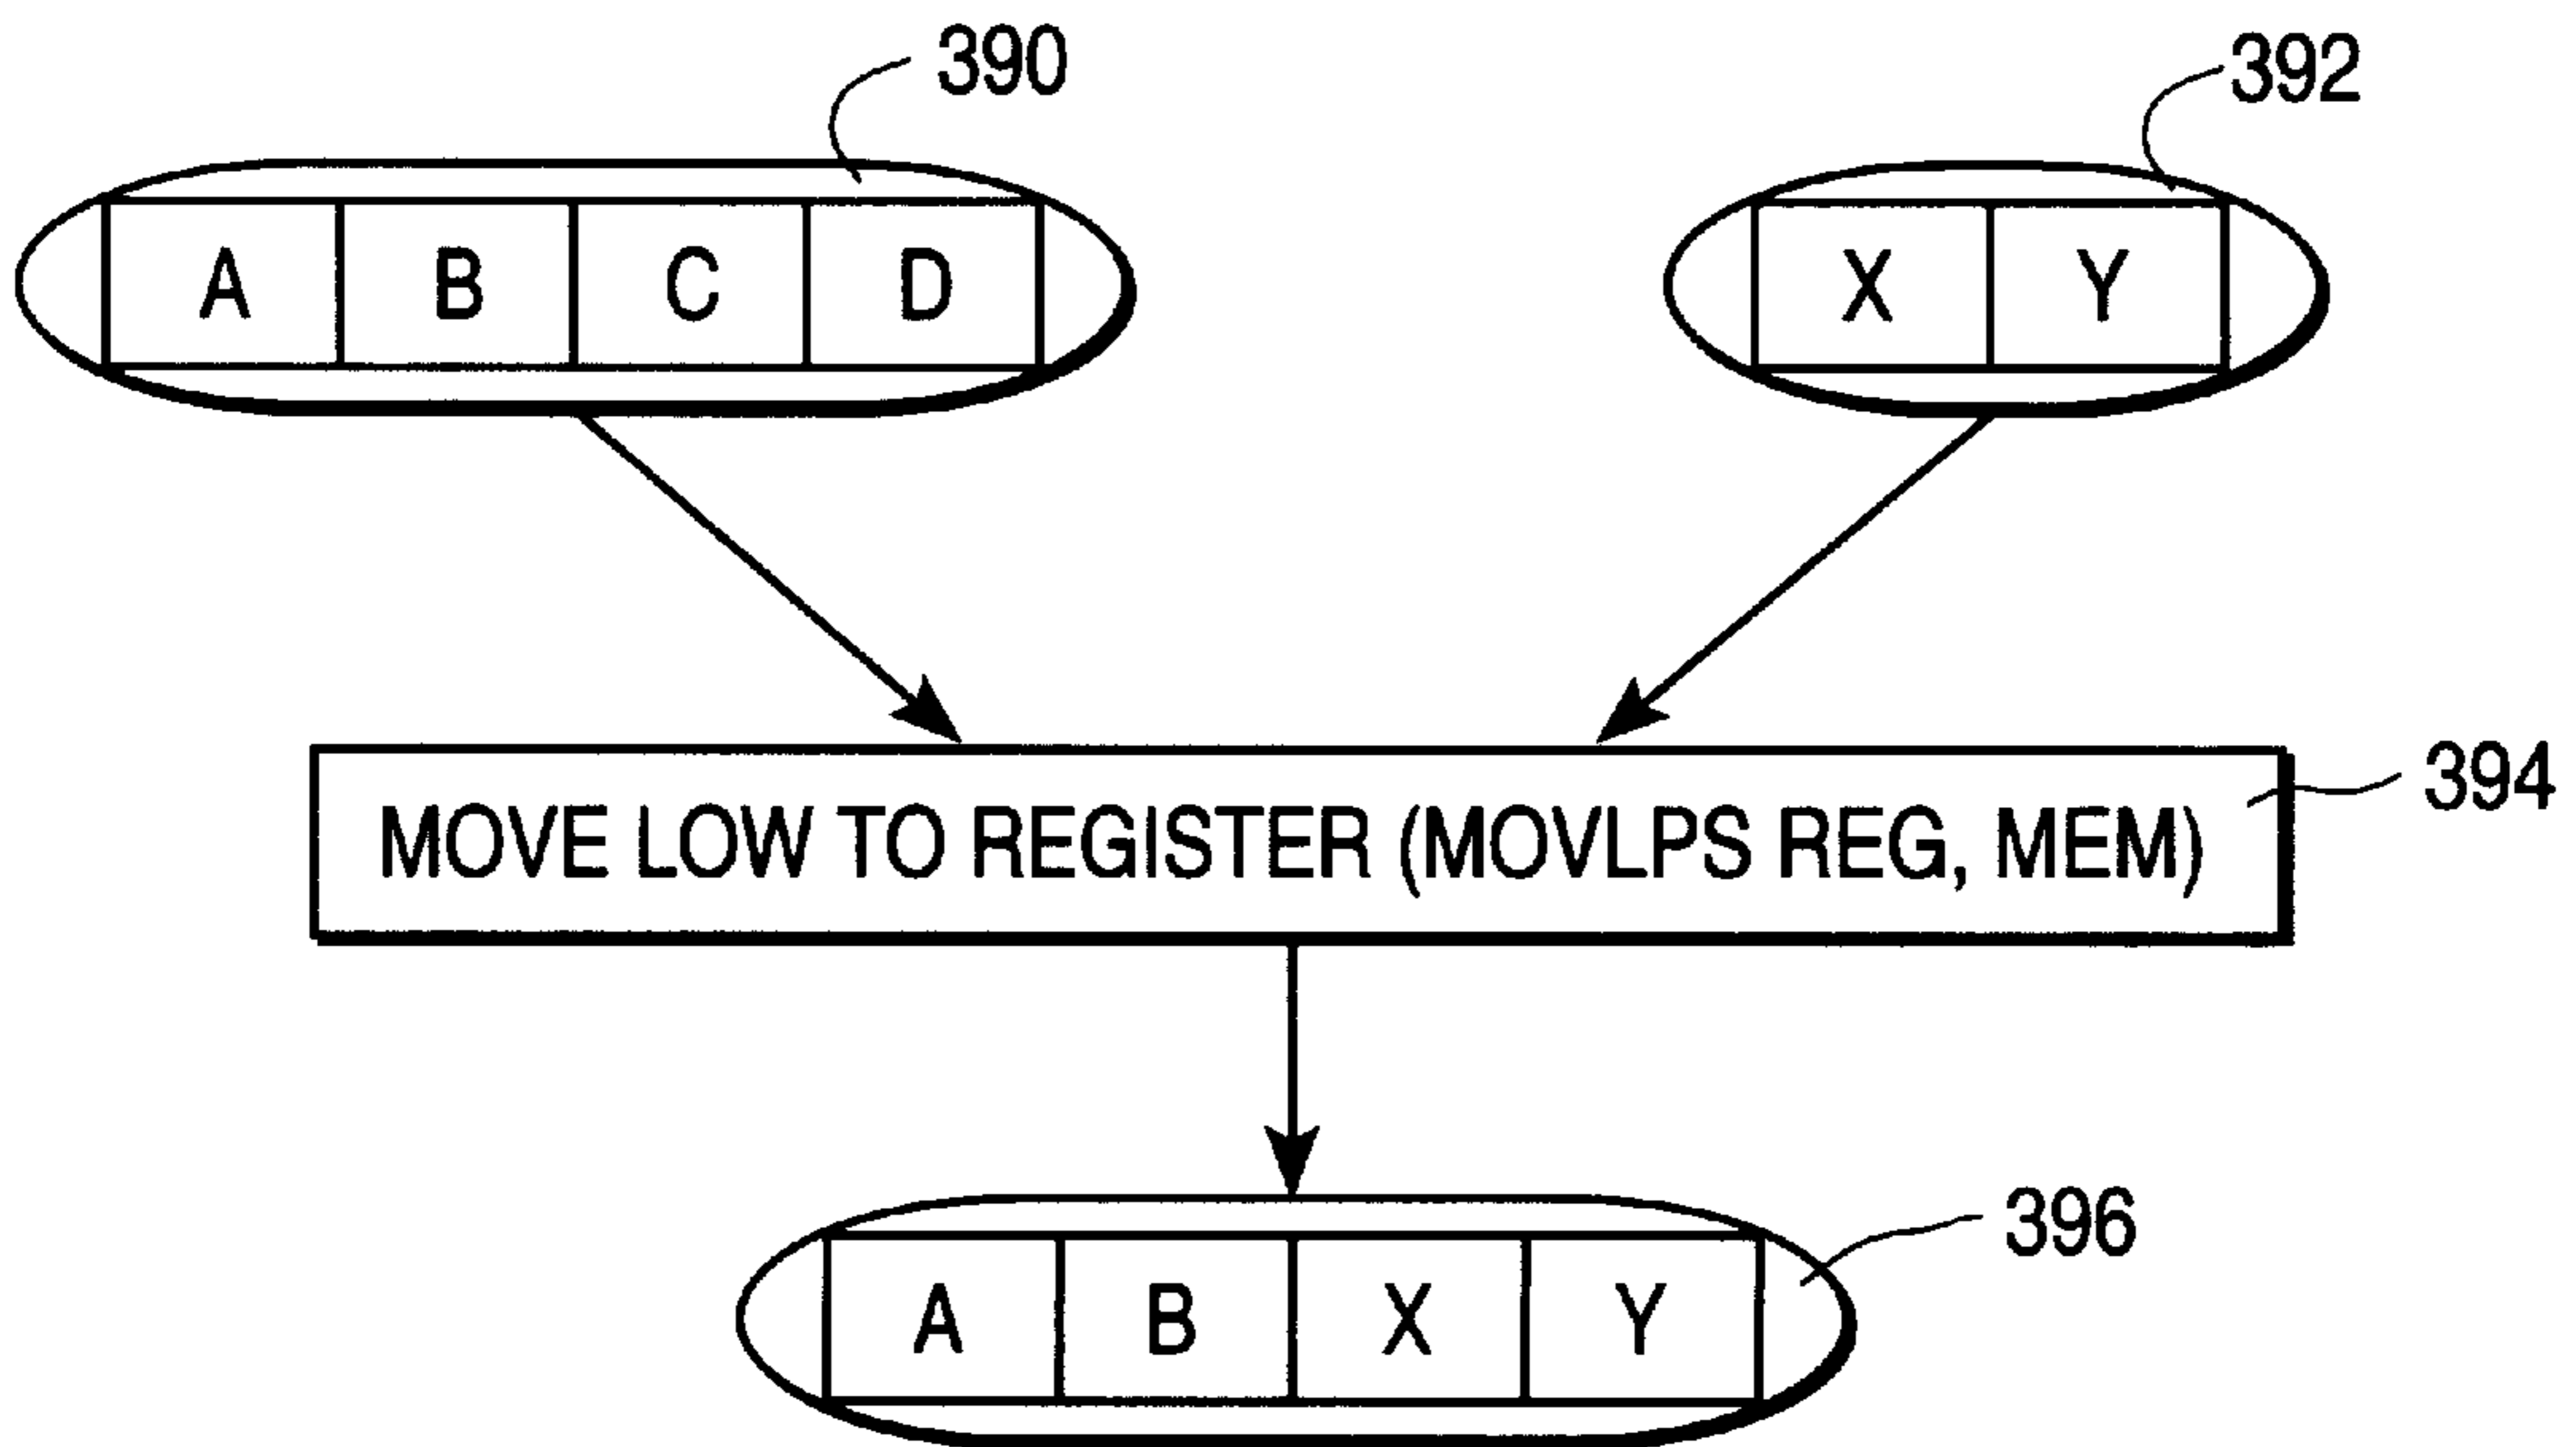 390
392
A B C D
X Y
MOVE LOW TO REGISTER (MOVLPS REG, MEM)
394
396
A B X Y